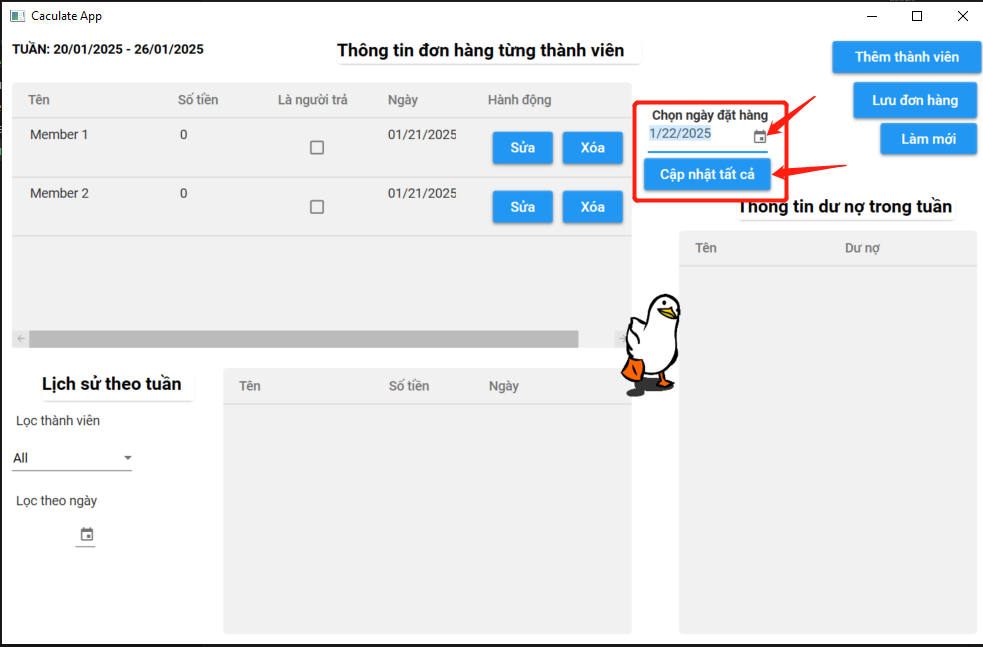 Caculate App
TUẦN: 20/01/2025 - 26/01/2025
Thông tin đơn hàng từng thành viên
Thêm thành viên
Lưu đơn hàng
Làm mới
Tên Số tiền Là người trả Ngày Hành động
Member 1 0 01/21/2025 Sửa Xóa
Member 2 0 01/21/2025 Sửa Xóa
Chọn ngày đặt hàng
1/22/2025
Cập nhật tất cả
Thông tin dư nợ trong tuần
Tên Dư nợ
Lịch sử theo tuần
Lọc thành viên
All
Lọc theo ngày
Tên Số tiền Ngày